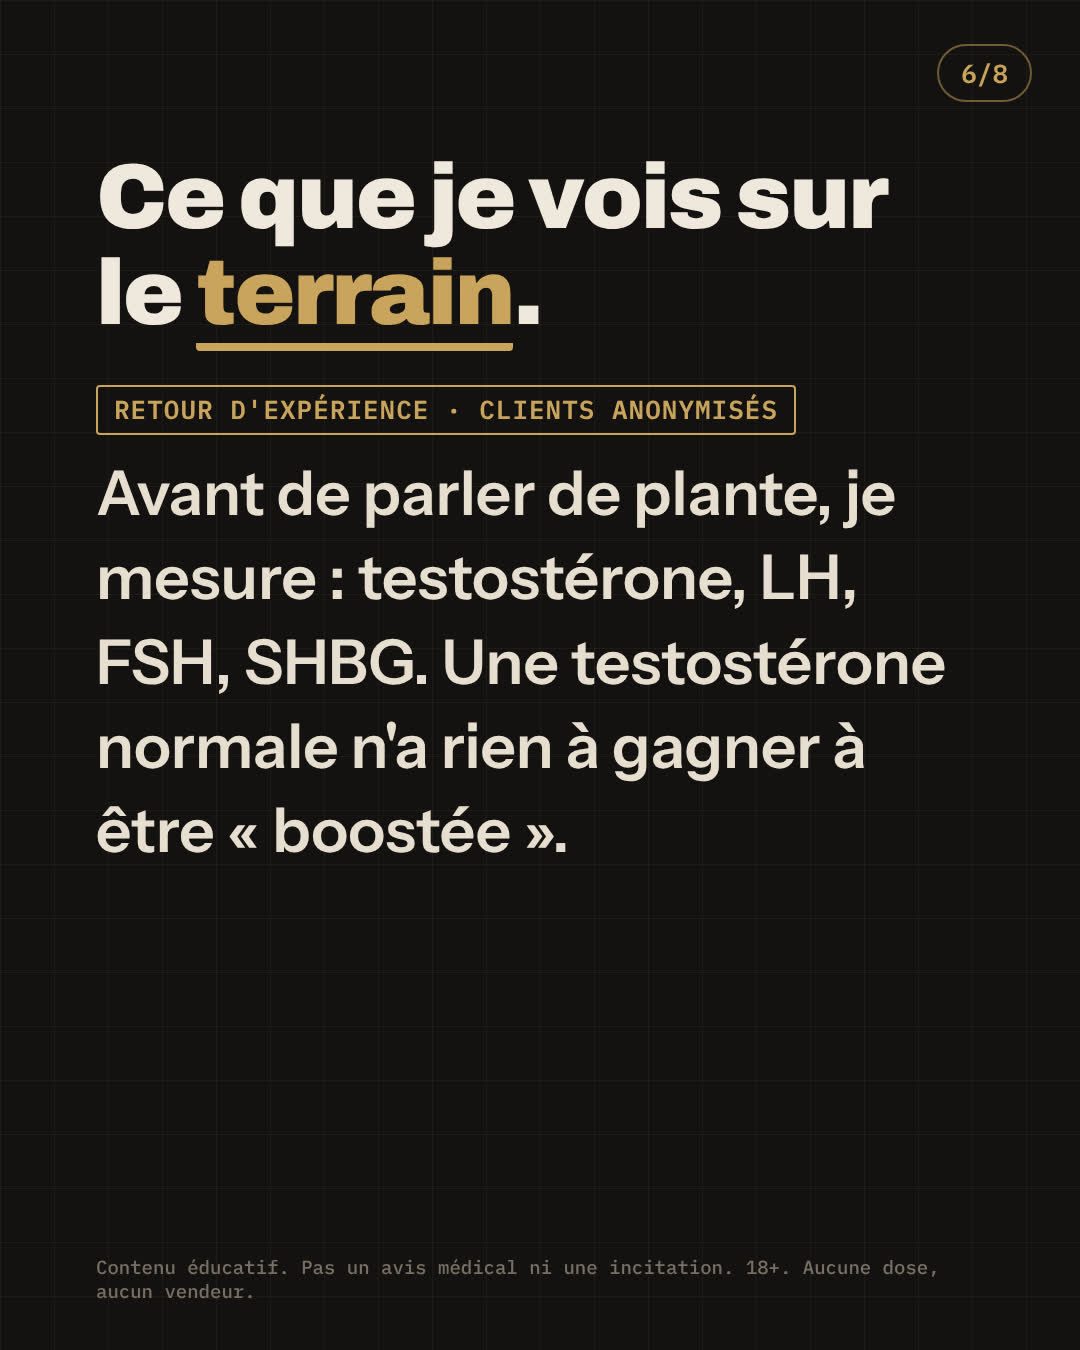 6/8
Ce que je vois sur
le terrain.
RETOUR D'EXPÉRIENCE · CLIENTS ANONYMISÉS
Avant de parler de plante, je
mesure : testostérone, LH,
FSH, SHBG. Une testostérone
normale n'a rien à gagner à
être « boostée ».
Contenu éducatif. Pas un avis médical ni une incitation. 18+. Aucune dose,
aucun vendeur.